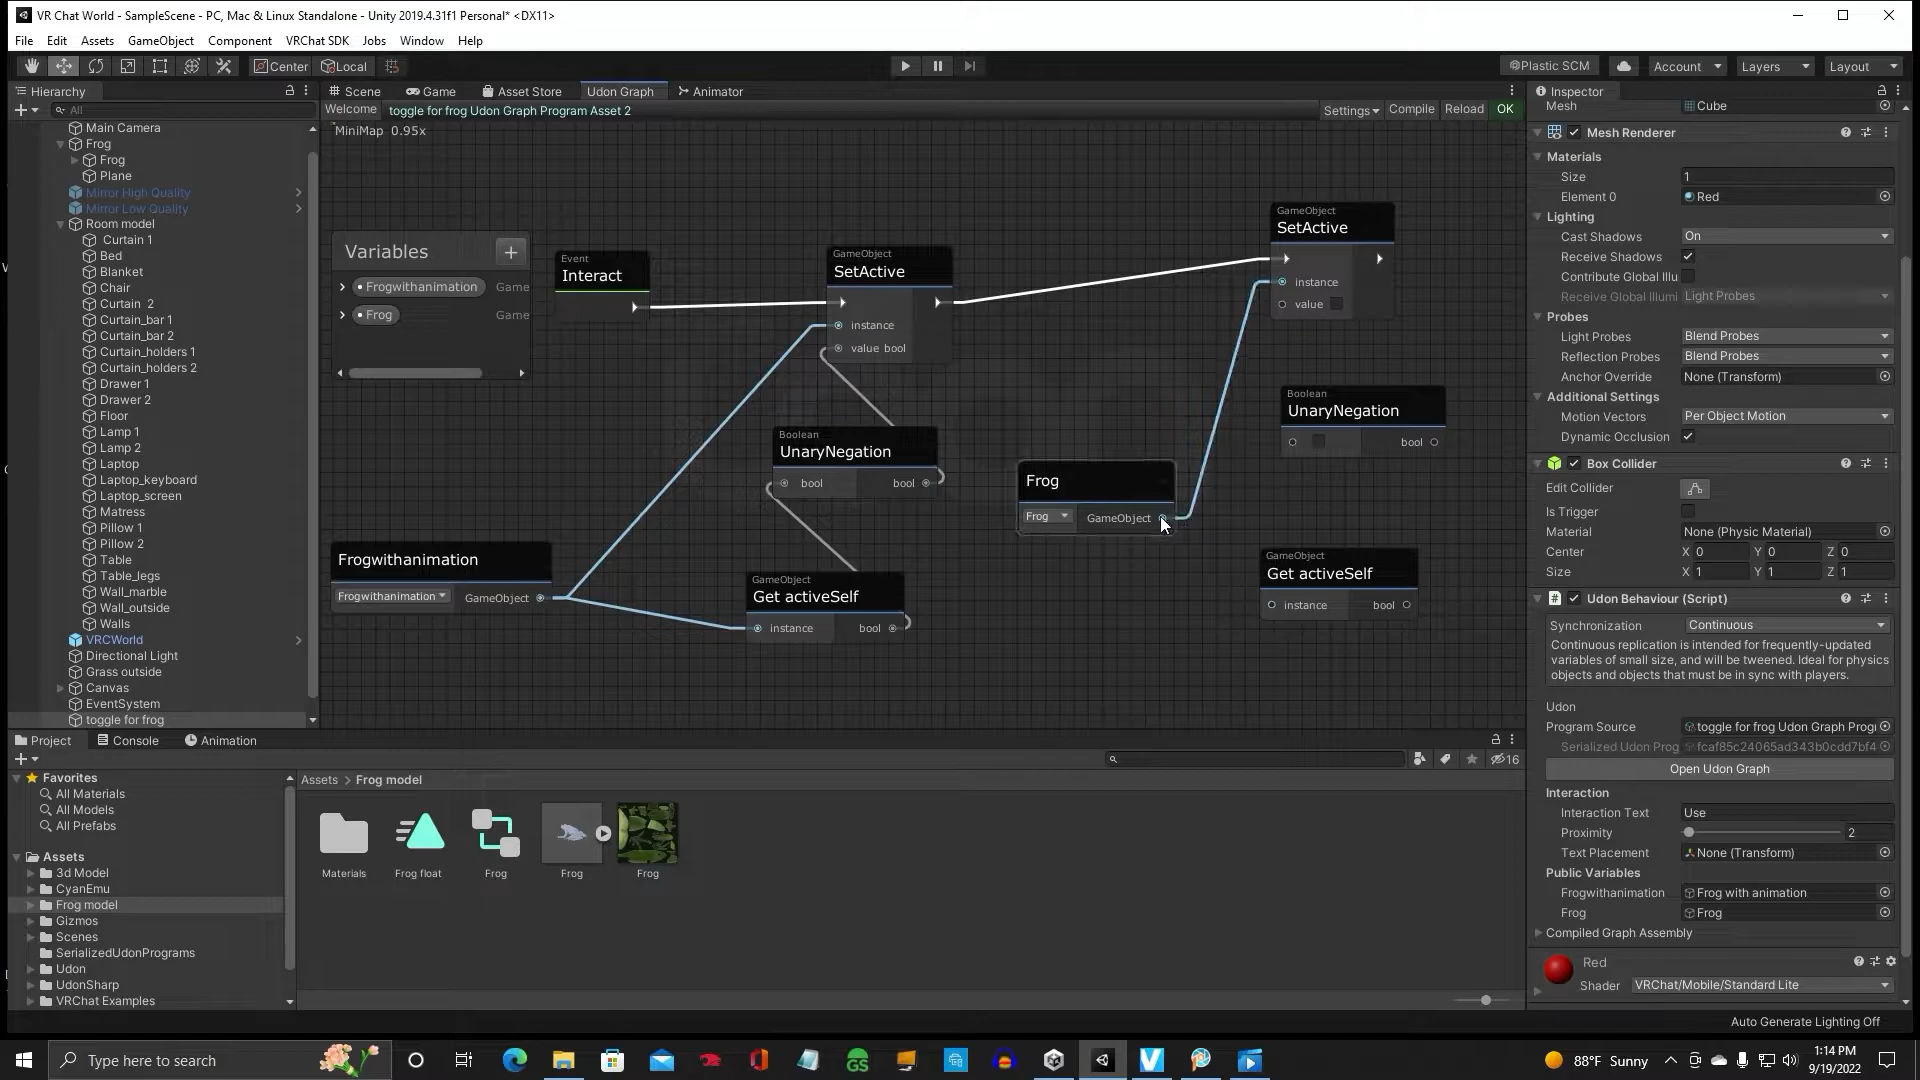 VR Chat World - SampleScene - PC, Mac & Linux Standalone - Unity 2019.4.31f1 Personal* <DX11>
File Edit Assets GameObject Component VRChat SDK Jobs Window Help
Center Local Plastic SCM Account Layers Layout
Hierarchy
All
Main Camera
Frog
Frog
Plane
Mirror High Quality
Mirror Low Quality
Room model
Curtain 1
Bed
Blanket
Chair
Curtain 2
Curtain_bar 1
Curtain_bar 2
Curtain_holders 1
Curtain_holders 2
Drawer 1
Drawer 2
Floor
Lamp 1
Lamp 2
Laptop
Laptop_keyboard
Laptop_screen
Matress
Pillow 1
Pillow 2
Table
Table_legs
Wall_marble
Wall_outside
Walls
VRCWorld
Directional Light
Grass outside
Canvas
EventSystem
toggle for frog
Scene Game Asset Store Udon Graph Animator
Welcome toggle for frog Udon Graph Program Asset 2 Settings Compile Reload OK
MiniMap 0.95x
Variables
Frogwithanimation Game
Frog Game
Event
Interact
GameObject
SetActive
instance
value bool
GameObject
SetActive
instance
value
Boolean
UnaryNegation
bool bool
Boolean
UnaryNegation
bool
Frog
Frog GameObject
Frogwithanimation
Frogwithanimation GameObject
GameObject
Get activeSelf
instance bool
GameObject
Get activeSelf
instance bool
Inspector
Mesh Cube
Mesh Renderer
Materials
Size 1
Element 0 Red
Lighting
Cast Shadows On
Receive Shadows
Contribute Global Illu
Receive Global Illumi Light Probes
Probes
Light Probes Blend Probes
Reflection Probes Blend Probes
Anchor Override None (Transform)
Additional Settings
Motion Vectors Per Object Motion
Dynamic Occlusion
Box Collider
Edit Collider
Is Trigger
Material None (Physic Material)
Center X 0 Y 0 Z 0
Size X 1 Y 1 Z 1
Udon Behaviour (Script)
Synchronization Continuous
Continuous replication is intended for frequently-updated
variables of small size, and will be tweened. Ideal for physics
objects and objects that must be in sync with players.
Udon
Program Source toggle for frog Udon Graph Progr
Serialized Udon Prog fcaf85c24065ad343b0cdd7bf4
Open Udon Graph
Interaction
Interaction Text Use
Proximity 2
Text Placement None (Transform)
Public Variables
Frogwithanimation Frog with animation
Frog Frog
Compiled Graph Assembly
Red
Shader VRChat/Mobile/Standard Lite
Auto Generate Lighting Off
Project Console Animation
16
Favorites
All Materials
All Models
All Prefabs
Assets
3d Model
CyanEmu
Frog model
Gizmos
Scenes
SerializedUdonPrograms
Udon
UdonSharp
VRChat Examples
Assets > Frog model
Materials Frog float Frog Frog Frog
Type here to search
GS
88°F Sunny
1:14 PM
9/19/2022